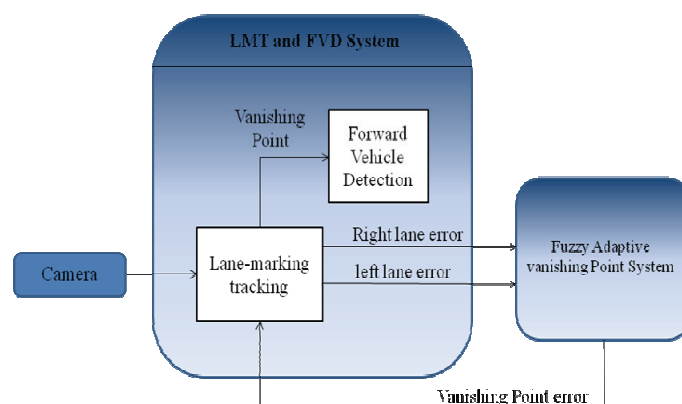 LMT and FVD System
Vanishing
Point
Forward
Vehicle
Detection
Right lane error
Fuzzy Adaptive
vanishing Point System
Camera
Lane-marking
tracking
left lane error
Vanishing Point error